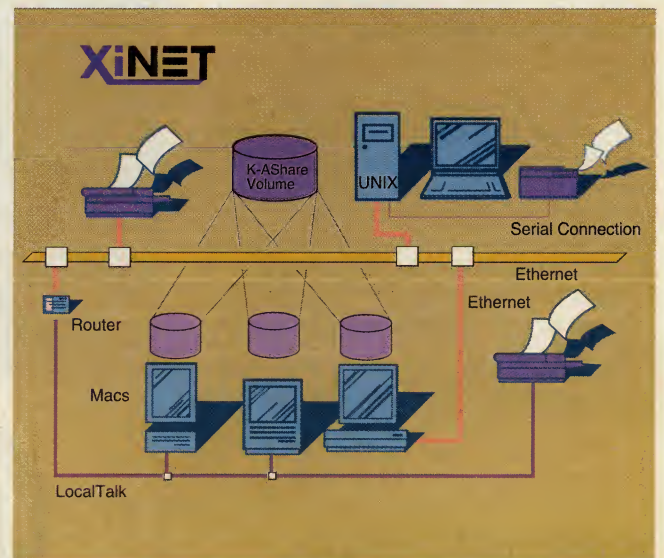 XiNET
K-AShare
Volume
UNIX
Serial Connection
Ethernet
Ethernet
Router
Macs
LocalTalk